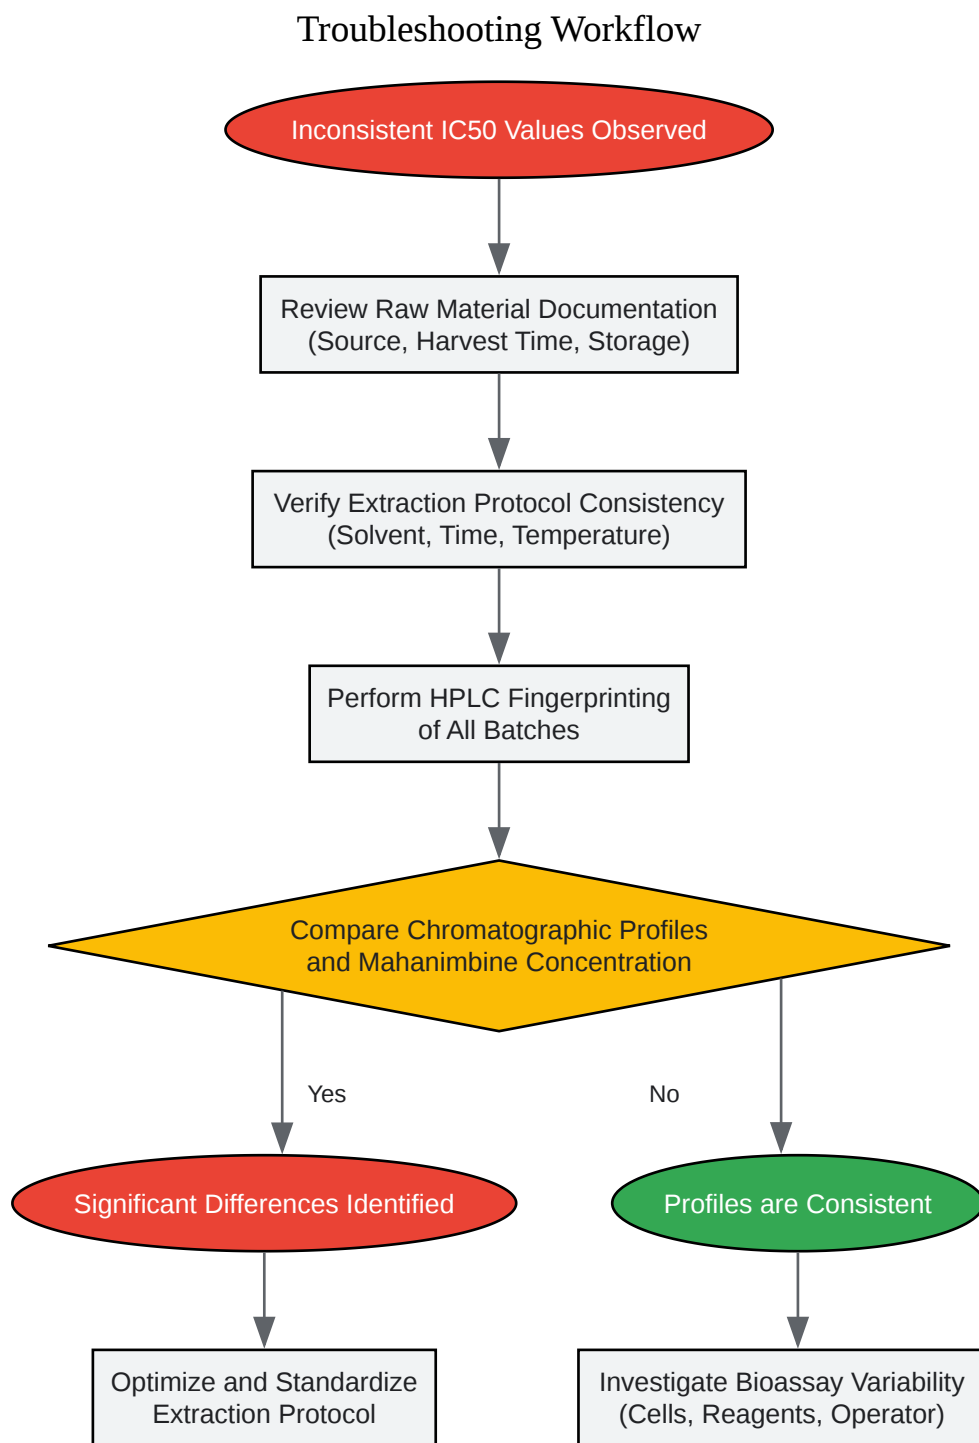 Troubleshooting Workflow
Inconsistent IC50 Values Observed
Review Raw Material Documentation
(Source, Harvest Time, Storage)
Verify Extraction Protocol Consistency
(Solvent, Time, Temperature)
Perform HPLC Fingerprinting
of All Batches
Compare Chromatographic Profiles
and Mahanimbine Concentration
Yes
No
Significant Differences Identified
Profiles are Consistent
Optimize and Standardize
Extraction Protocol
Investigate Bioassay Variability
(Cells, Reagents, Operator)